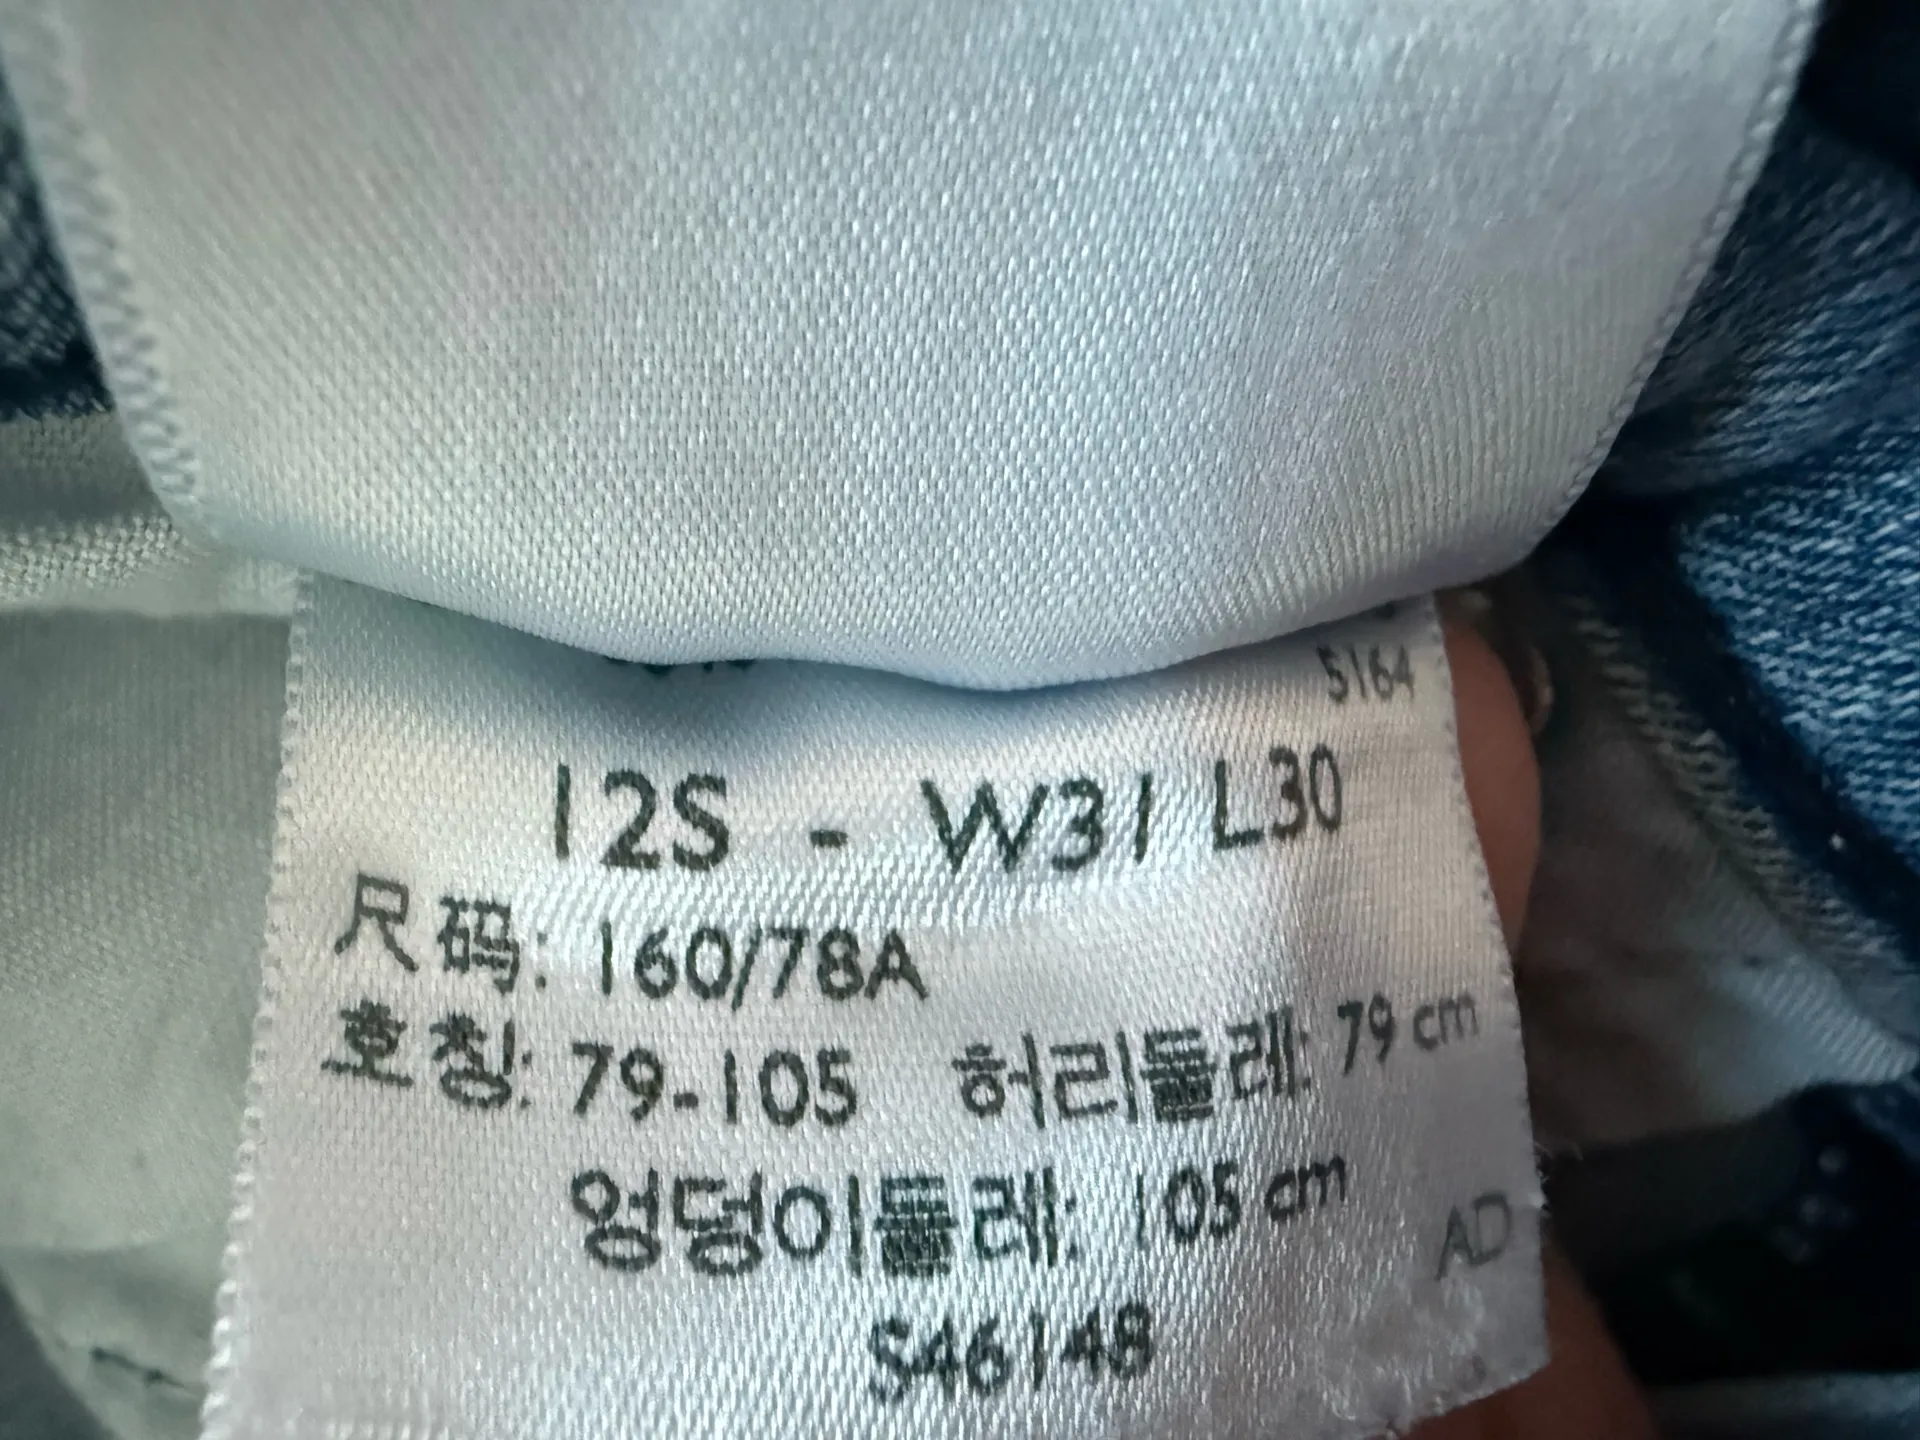 5164
12S - W31 L30
尺码: 160/78A
호칭: 79-105 허리둘레: 79 cm
엉덩이둘레: 105 cm
AD
S46148